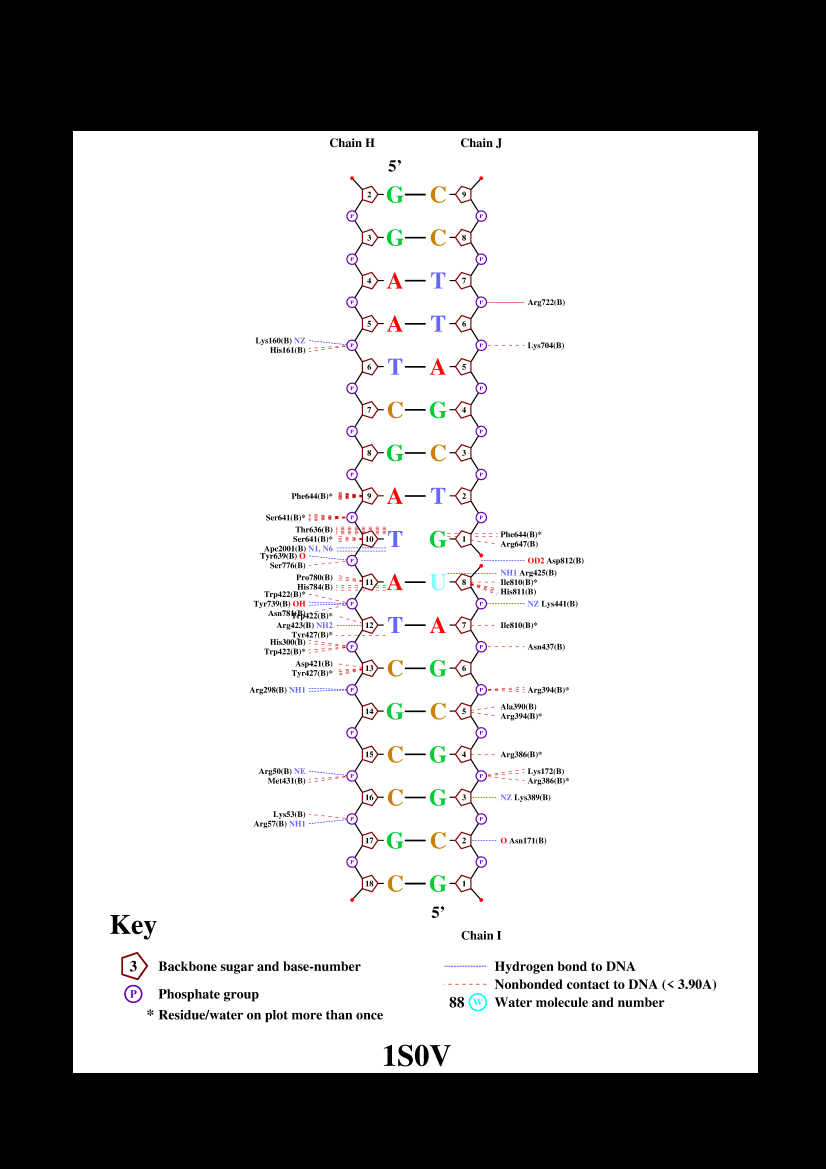 Chain H Chain J
5’
2 G C 9
P P
3 G C 8
P P
4 A T 7
P P Arg722(B)
5 A T 6
Lys160(B) NZ P P Lys704(B)
His161(B)
6 T A 5
P P
7 C G 4
P P
8 G C 3
P P
Phe644(B)* 9 A T 2
Ser641(B)* P P
Thr636(B) Phe644(B)*
Ser641(B)* 10 T G 1
Apc2001(B) N1, N6 Arg647(B)
Tyr639(B) O P OD2 Asp812(B)
Ser776(B)
Pro780(B) NH1 Arg425(B)
His784(B) 11 A U 8 Ile810(B)*
Trp422(B)* His811(B)
Tyr739(B) OH P P NZ Lys441(B)
Asn781(B) Trp422(B)*
Arg423(B) NH2 12 T A 7 Ile810(B)*
Tyr427(B)*
His300(B) P P Asn437(B)
Trp422(B)*
Asp421(B) 13 C G 6
Tyr427(B)*
Arg298(B) NH1 P P Arg394(B)*
14 G C 5 Ala390(B)
Arg394(B)*
P P
15 C G 4 Arg386(B)*
Arg50(B) NE P P Lys172(B)
Met431(B) Arg386(B)*
16 C G 3 NZ Lys389(B)
Lys53(B) P P
Arg57(B) NH1
17 G C 2 O Asn171(B)
P P
18 C G 1
5’
Chain I
Key
3 Backbone sugar and base-number
P Phosphate group
* Residue/water on plot more than once
Hydrogen bond to DNA
Nonbonded contact to DNA (< 3.90A)
88 W Water molecule and number
1S0V